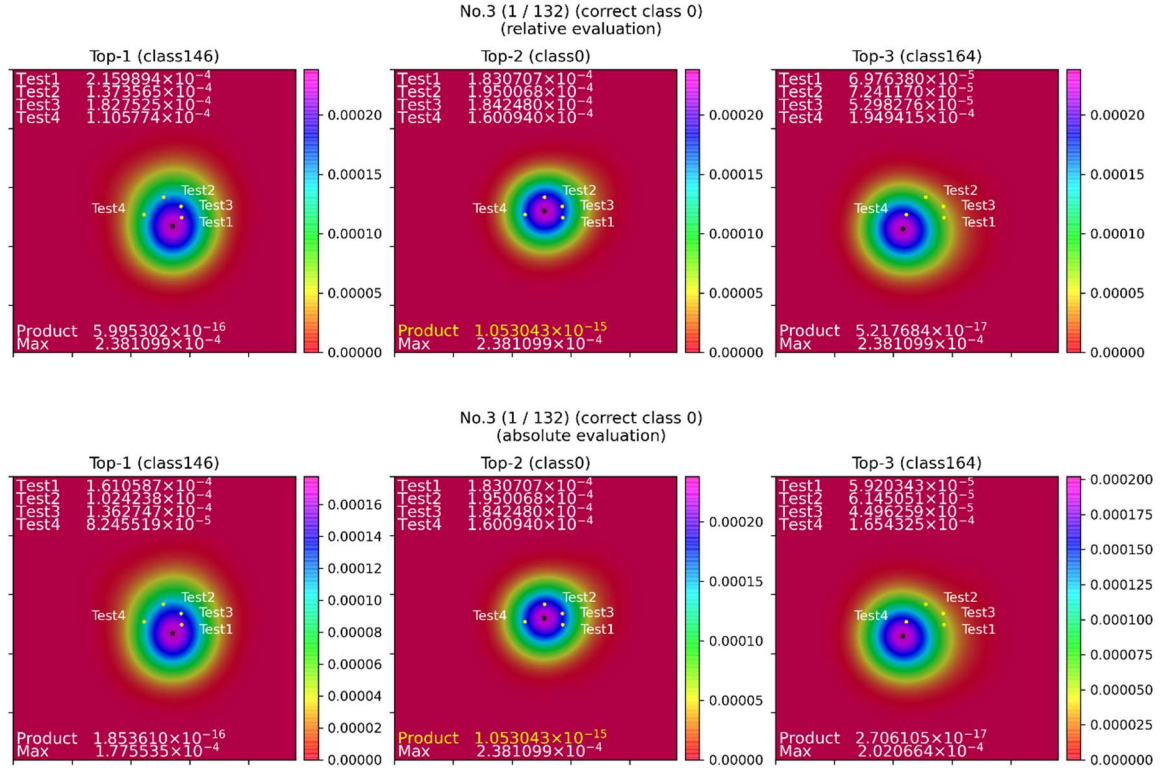 No.3 (1 / 132) (correct class 0)
(relative evaluation)
Top-1 (class146)
Test1 2.159894×10⁻⁴
Test2 1.373565×10⁻⁴
Test3 1.827525×10⁻⁴
Test4 1.105774×10⁻⁴
Test2
Test4
Test3
Test1
Product 5.995302×10⁻¹⁶
Max 2.381099×10⁻⁴
0.00020
0.00015
0.00010
0.00005
0.00000
Top-2 (class0)
Test1 1.830707×10⁻⁴
Test2 1.950068×10⁻⁴
Test3 1.842480×10⁻⁴
Test4 1.600940×10⁻⁴
Test2
Test4
Test3
Test1
Product 1.053043×10⁻¹⁵
Max 2.381099×10⁻⁴
0.00020
0.00015
0.00010
0.00005
0.00000
Top-3 (class164)
Test1 6.976380×10⁻⁵
Test2 7.241170×10⁻⁵
Test3 5.298276×10⁻⁵
Test4 1.949415×10⁻⁴
Test2
Test4
Test3
Test1
Product 5.217684×10⁻¹⁷
Max 2.381099×10⁻⁴
0.00020
0.00015
0.00010
0.00005
0.00000
No.3 (1 / 132) (correct class 0)
(absolute evaluation)
Top-1 (class146)
Test1 1.610587×10⁻⁴
Test2 1.024238×10⁻⁴
Test3 1.362747×10⁻⁴
Test4 8.245519×10⁻⁵
Test2
Test4
Test3
Test1
Product 1.853610×10⁻¹⁶
Max 1.775535×10⁻⁴
0.00016
0.00014
0.00012
0.00010
0.00008
0.00006
0.00004
0.00002
0.00000
Top-2 (class0)
Test1 1.830707×10⁻⁴
Test2 1.950068×10⁻⁴
Test3 1.842480×10⁻⁴
Test4 1.600940×10⁻⁴
Test2
Test4
Test3
Test1
Product 1.053043×10⁻¹⁵
Max 2.381099×10⁻⁴
0.00020
0.00015
0.00010
0.00005
0.00000
Top-3 (class164)
Test1 5.920343×10⁻⁵
Test2 6.145051×10⁻⁵
Test3 4.496259×10⁻⁵
Test4 1.654325×10⁻⁴
Test2
Test4
Test3
Test1
Product 2.706105×10⁻¹⁷
Max 2.020664×10⁻⁴
0.000200
0.000175
0.000150
0.000125
0.000100
0.000075
0.000050
0.000025
0.000000